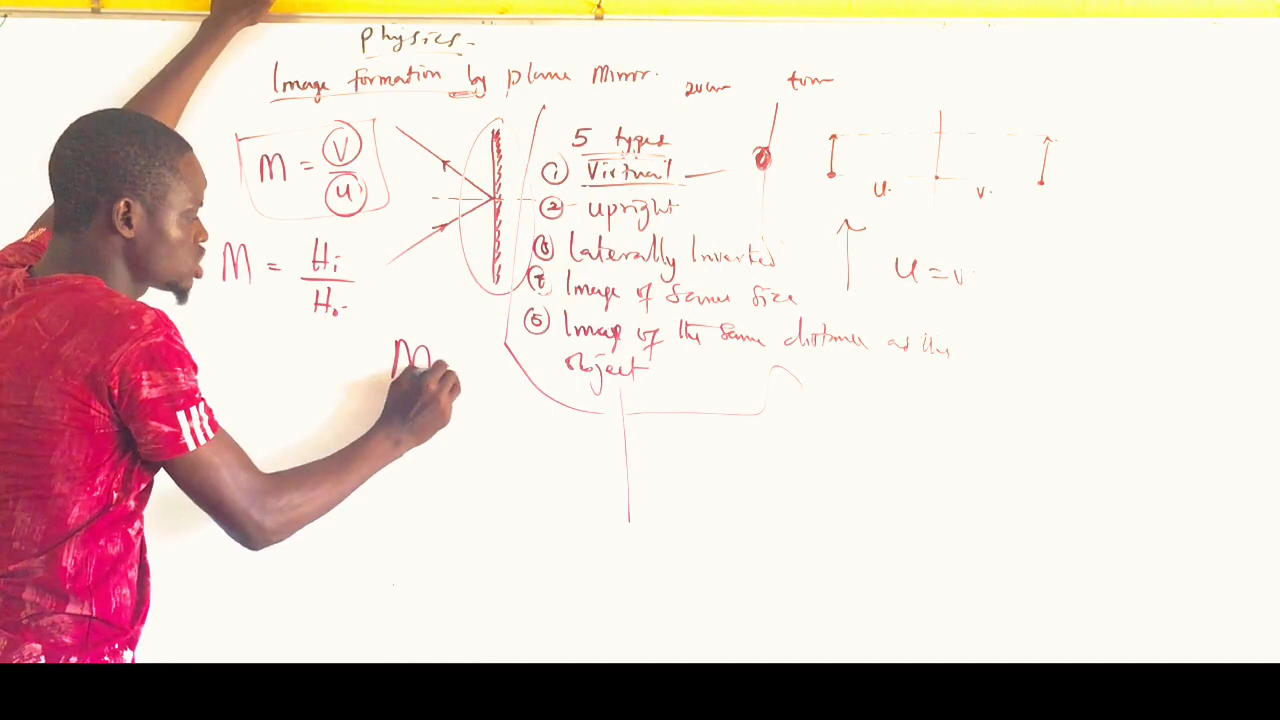 Physics.
Image formation by plane Mirror.
20cm
M = V / u
5 types
① Virtual
② upright
③ Laterally Inverted
④ Image of same size
⑤ Image of the same distance as the
object
M = Hi / Ho
u. v.
u = v.
M